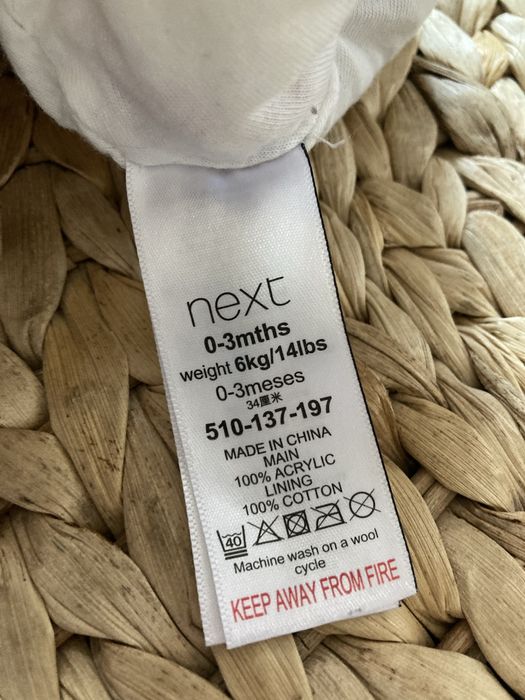 next
0-3mths
weight 6kg/14lbs
0-3meses
34厘米
510-137-197
MADE IN CHINA
MAIN
100% ACRYLIC
LINING
100% COTTON
40
Machine wash on a wool
cycle
KEEP AWAY FROM FIRE